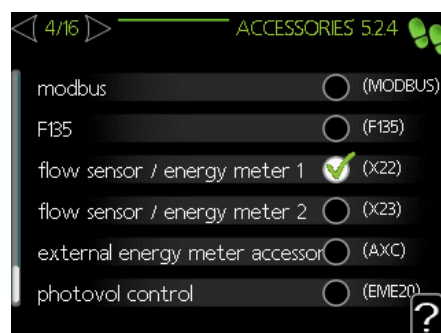 4/16 ACCESSORIES 5.2.4
modbus (MODBUS)
F135 (F135)
flow sensor / energy meter 1 (X22)
flow sensor / energy meter 2 (X23)
external energy meter accessor (AXC)
photovol control (EME20)
?